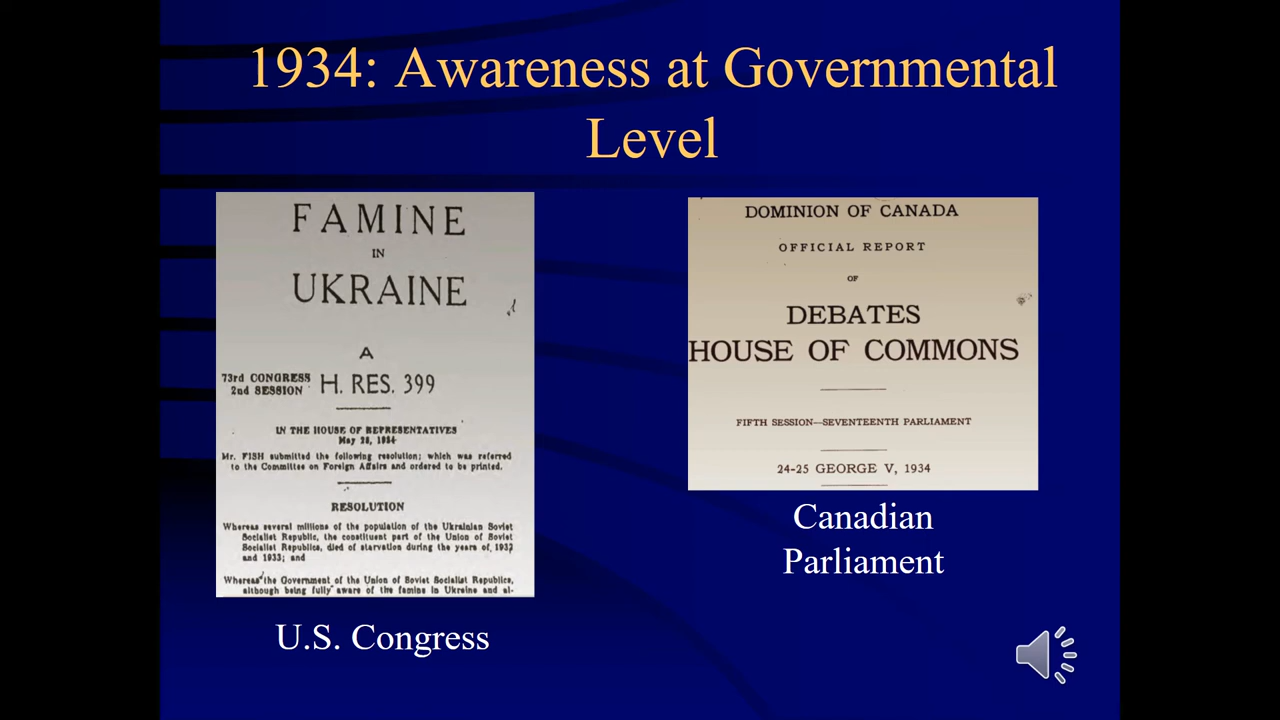 1934: Awareness at Governmental
Level
FAMINE
IN
UKRAINE
A
73rd CONGRESS
2nd SESSION
H. RES. 399
IN THE HOUSE OF REPRESENTATIVES
May 28, 1934
Mr. FISH submitted the following resolution; which was referred
to the Committee on Foreign Affairs and ordered to be printed.
RESOLUTION
Whereas several millions of the population of the Ukrainian Soviet
Socialist Republic, the constituent part of the Union of Soviet
Socialist Republics, died of starvation during the years of 1932
and 1933; and
Whereas the Government of the Union of Soviet Socialist Republics,
although being fully aware of the famine in Ukraine and al-
U.S. Congress
DOMINION OF CANADA
OFFICIAL REPORT
OF
DEBATES
HOUSE OF COMMONS
FIFTH SESSION—SEVENTEENTH PARLIAMENT
24-25 GEORGE V, 1934
Canadian
Parliament